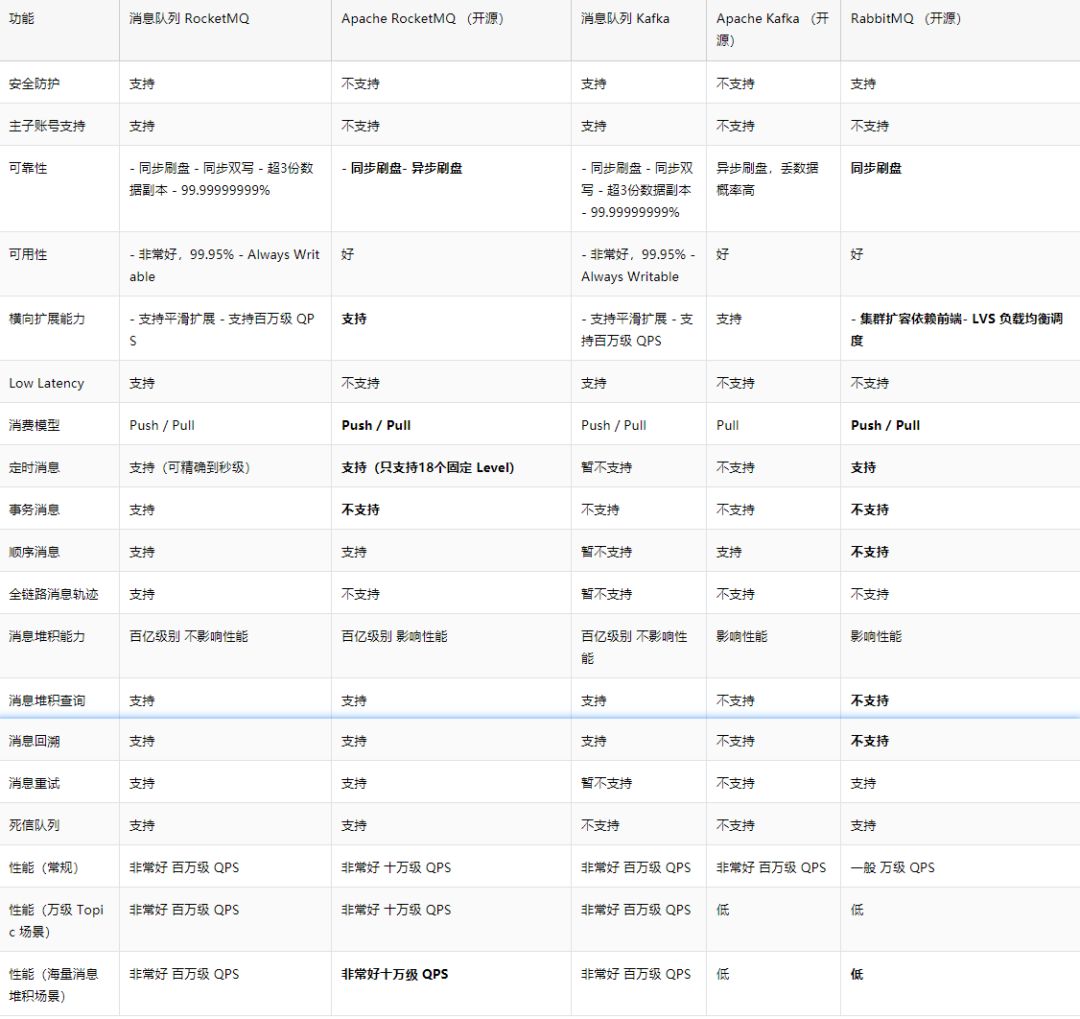 功能 消息队列 RocketMQ Apache RocketMQ （开源） 消息队列 Kafka Apache Kafka （开 RabbitMQ （开源）
源）
安全防护 支持 不支持 支持 不支持 支持
主子账号支持 支持 不支持 支持 不支持 不支持
可靠性 - 同步刷盘 - 同步双写 - 超3份数 - 同步刷盘- 异步刷盘 - 同步刷盘 - 同步双 异步刷盘，丢数据 同步刷盘
据副本 - 99.99999999% 写 - 超3份数据副本 概率高
- 99.99999999%
可用性 - 非常好，99.95% - Always Writ 好 - 非常好，99.95% - 好 好
able Always Writable
横向扩展能力 - 支持平滑扩展 - 支持百万级 QP 支持 - 支持平滑扩展 - 支 支持 - 集群扩容依赖前端- LVS 负载均衡调
S 持百万级 QPS 度
Low Latency 支持 不支持 支持 不支持 不支持
消费模型 Push / Pull Push / Pull Push / Pull Pull Push / Pull
定时消息 支持（可精确到秒级） 支持（只支持18个固定 Level） 暂不支持 不支持 支持
事务消息 支持 不支持 不支持 不支持 不支持
顺序消息 支持 支持 暂不支持 支持 不支持
全链路消息轨迹 支持 不支持 暂不支持 不支持 不支持
消息堆积能力 百亿级别 不影响性能 百亿级别 影响性能 百亿级别 不影响性 影响性能 影响性能
能
消息堆积查询 支持 支持 支持 不支持 不支持
消息回溯 支持 支持 支持 不支持 不支持
消息重试 支持 支持 暂不支持 不支持 支持
死信队列 支持 支持 不支持 不支持 支持
性能（常规） 非常好 百万级 QPS 非常好 十万级 QPS 非常好 百万级 QPS 非常好 百万级 QPS 一般 万级 QPS
性能（万级 Topi 非常好 百万级 QPS 非常好 十万级 QPS 非常好 百万级 QPS 低 低
c 场景）
性能（海量消息 非常好 百万级 QPS 非常好十万级 QPS 非常好 百万级 QPS 低 低
堆积场景）